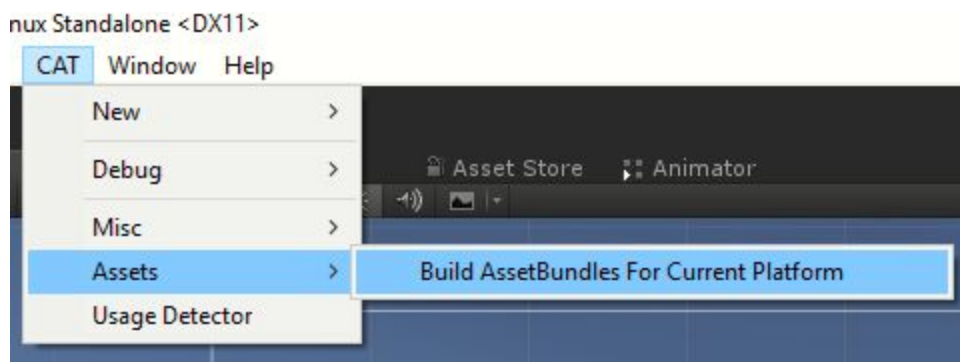 nux Standalone <DX11>
CAT Window Help
New
Debug
Asset Store Animator
Misc
Assets
Build AssetBundles For Current Platform
Usage Detector